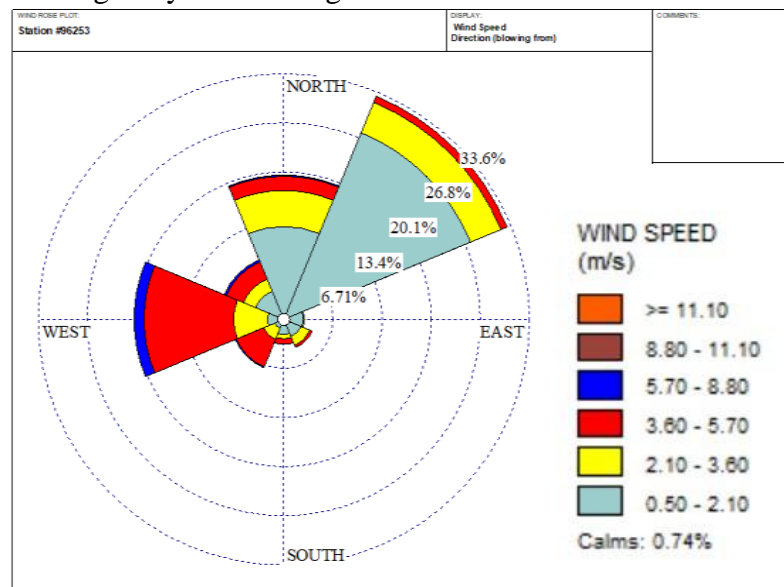 WIND ROSE PLOT:
Station #96253
DISPLAY:
Wind Speed
Direction (blowing from)
COMMENTS:
NORTH
33.6%
26.8%
20.1%
13.4%
6.71%
WEST
EAST
SOUTH
WIND SPEED
(m/s)
>= 11.10
8.80 - 11.10
5.70 - 8.80
3.60 - 5.70
2.10 - 3.60
0.50 - 2.10
Calms: 0.74%